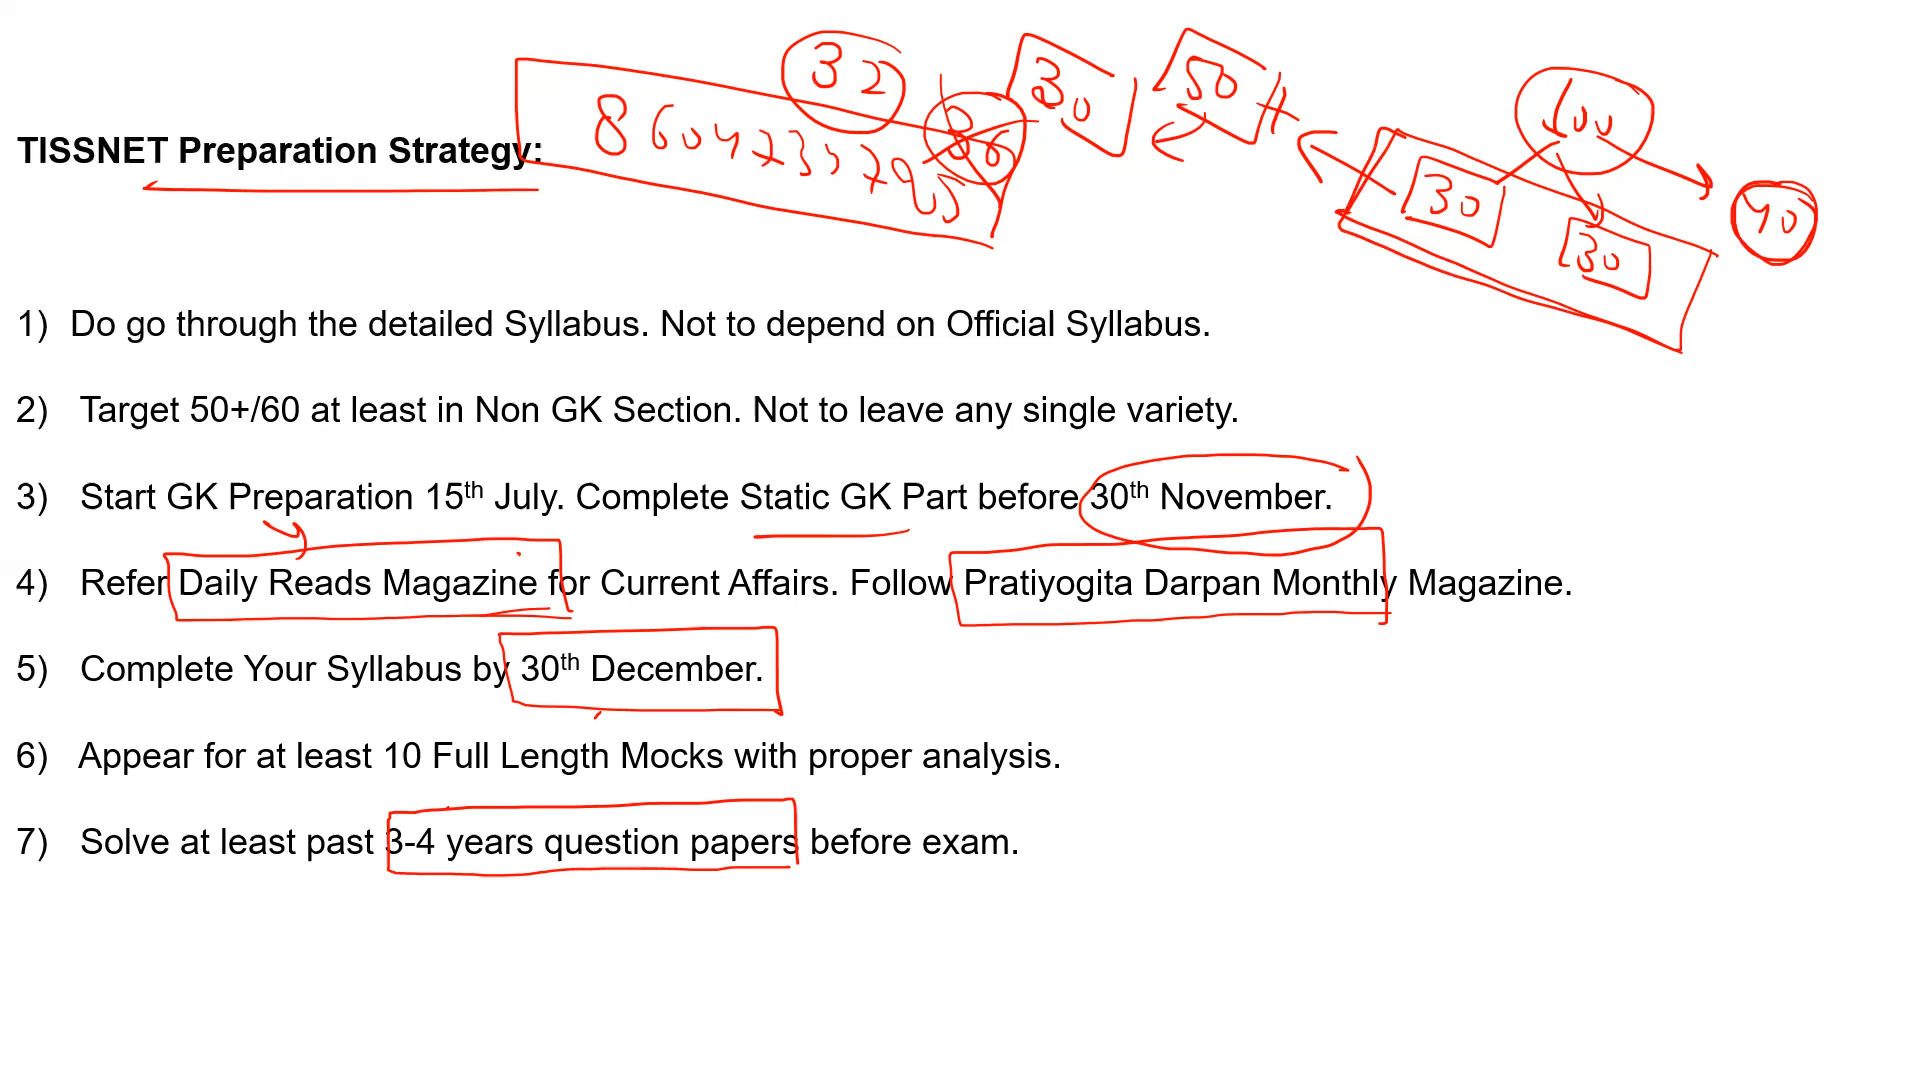 32
30
50+
100
86
30
40
30
TISSNET Preparation Strategy:
1) Do go through the detailed Syllabus. Not to depend on Official Syllabus.
2) Target 50+/60 at least in Non GK Section. Not to leave any single variety.
3) Start GK Preparation 15th July. Complete Static GK Part before 30th November.
4) Refer Daily Reads Magazine for Current Affairs. Follow Pratiyogita Darpan Monthly Magazine.
5) Complete Your Syllabus by 30th December.
6) Appear for at least 10 Full Length Mocks with proper analysis.
7) Solve at least past 3-4 years question papers before exam.